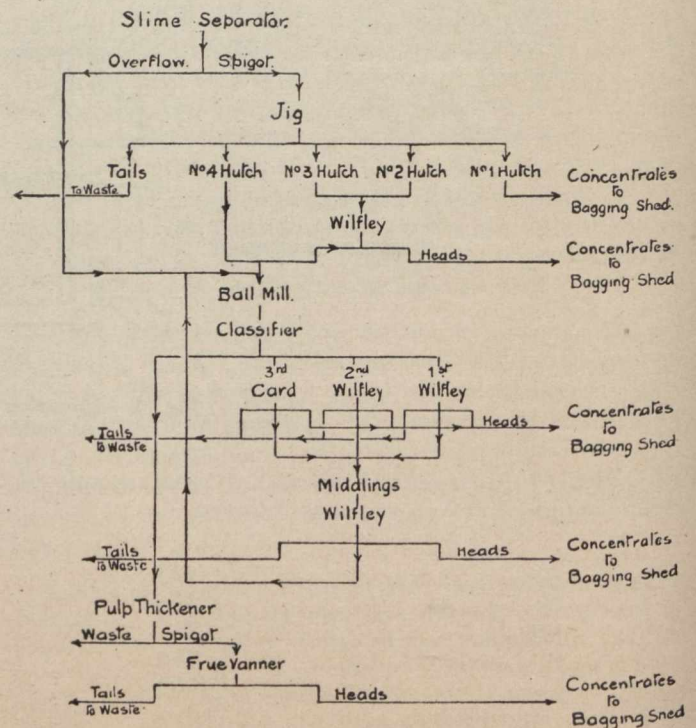 Slime Separator.
Overflow. Spigot.
Jig
Tails Nº4 Hutch Nº3 Hutch Nº2 Hutch Nº1 Hutch Concentrates
To Waste to
Bagging Shed.
Wilfley
Heads Concentrates
to
Bagging Shed
Ball Mill.
Classifier
3rd 2nd 1st
Card Wilfley Wilfley
Heads Concentrates
Tails to
To Waste Bagging Shed
Middlings
Wilfley
Tails Heads Concentrates
To Waste to
Bagging Shed
Pulp Thickener
Waste Spigot
Frue Vanner
Tails Heads Concentrates
To Waste to
Bagging Shed